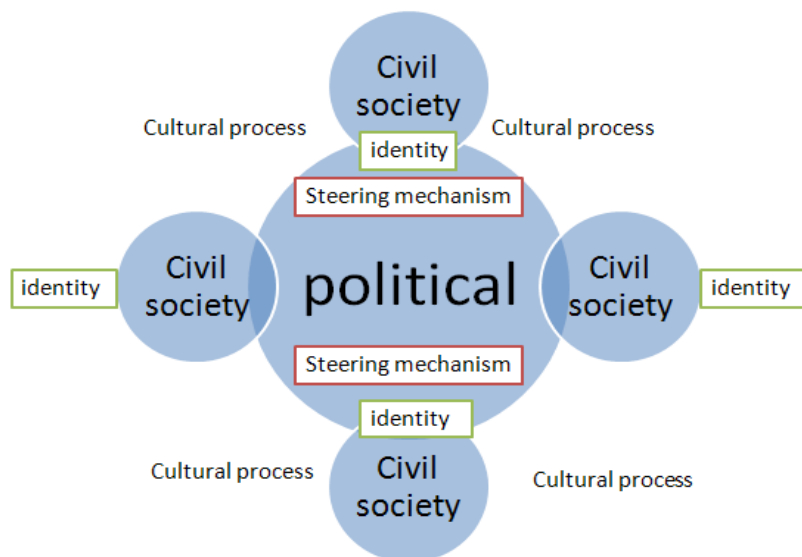 Civil
society
Cultural process
Cultural process
identity
Steering mechanism
identity
Civil
society
political
Civil
society
identity
Steering mechanism
identity
Cultural process
Civil
society
Cultural process